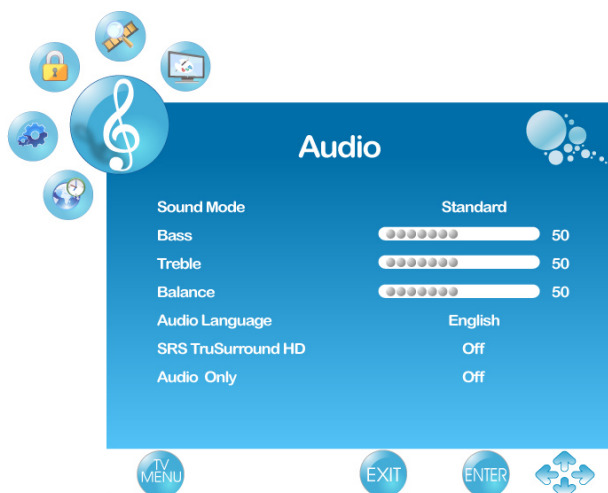 Audio
Sound Mode Standard
Bass 50
Treble 50
Balance 50
Audio Language English
SRS TruSurround HD Off
Audio Only Off
TV
MENU
EXIT
ENTER